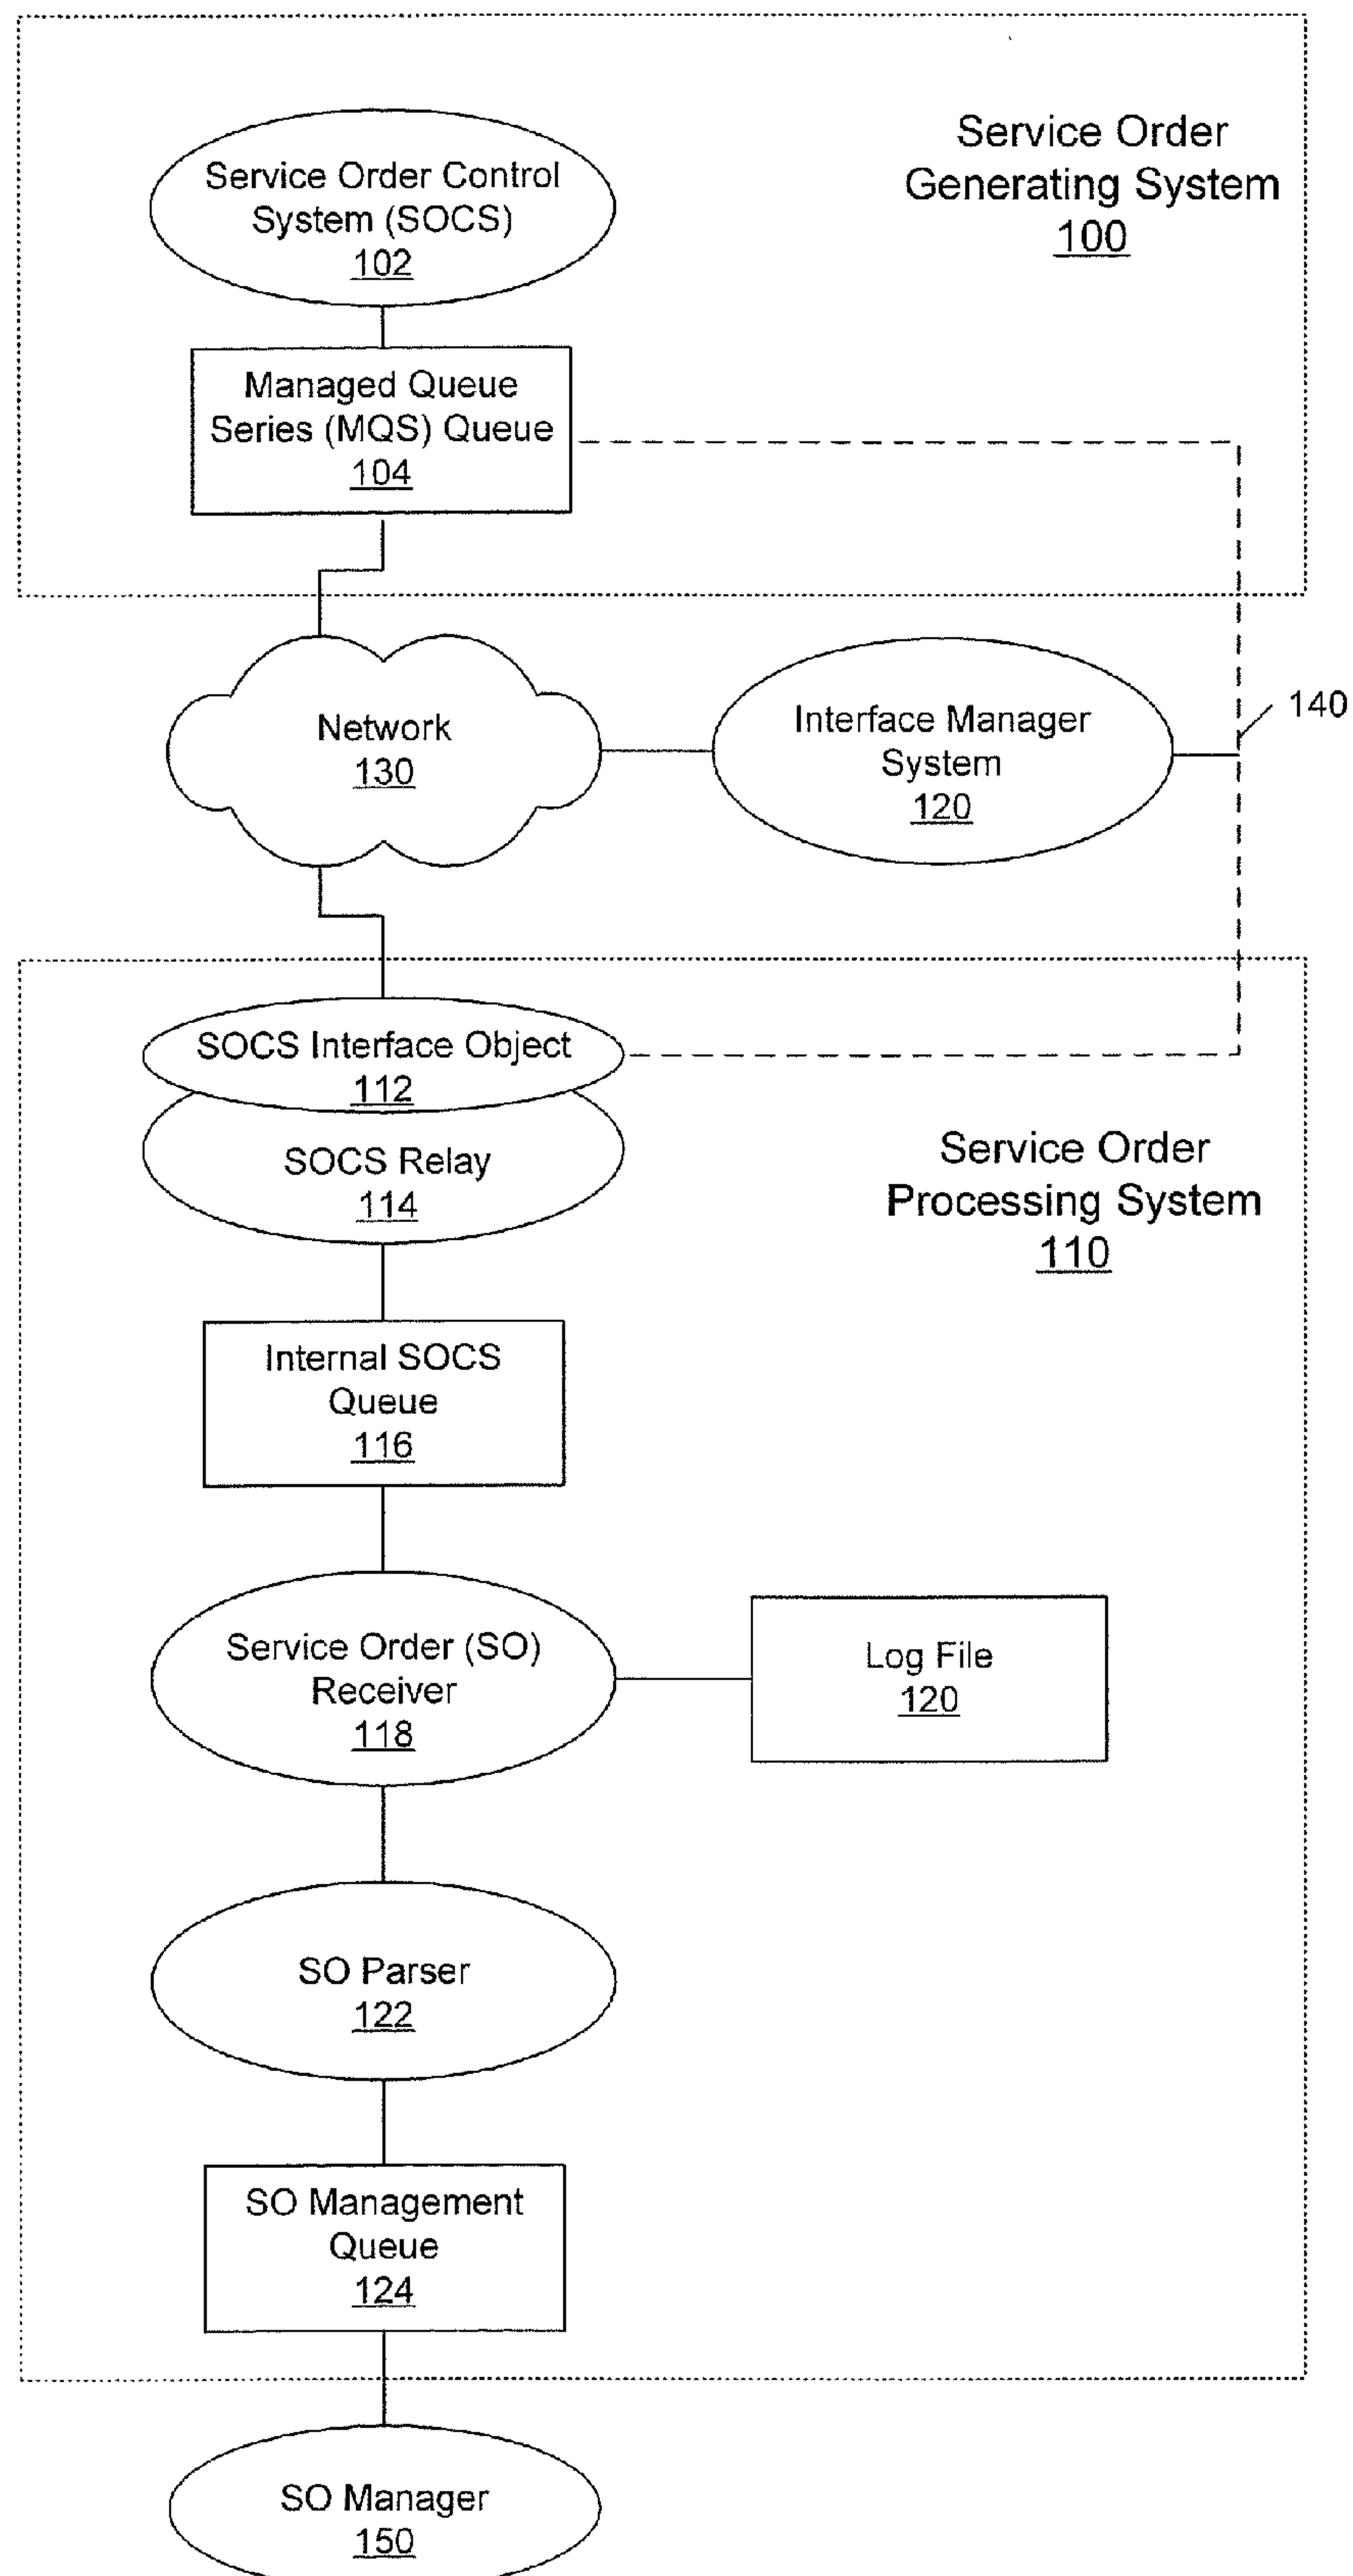 Service Order
Generating System
100
Service Order Control
System (SOCS)
102
Managed Queue
Series (MQS) Queue
104
Network
130
Interface Manager
System
120
140
SOCS Interface Object
112
SOCS Relay
114
Service Order
Processing System
110
Internal SOCS
Queue
116
Service Order (SO)
Receiver
118
Log File
120
SO Parser
122
SO Management
Queue
124
SO Manager
150